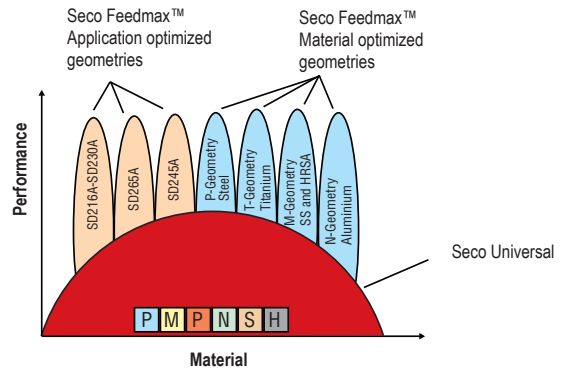 Seco Feedmax™
Application optimized
geometries
Seco Feedmax™
Material optimized
geometries
Performance
SD216A-SD230A
SD265A
SD245A
P-Geometry
Steel
T-Geometry
Titanium
M-Geometry
SS and HRSA
N-Geometry
Aluminium
Seco Universal
P M P N S H
Material